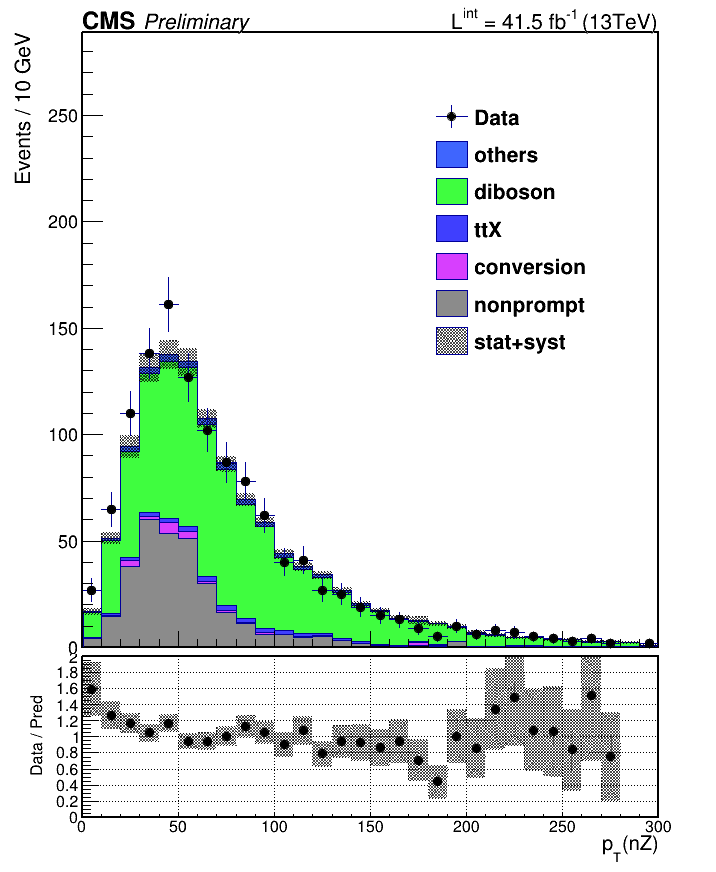 CMS Preliminary L^int = 41.5 fb^-1 (13TeV)
Events / 10 GeV
250
200
150
100
50
0
Data
others
diboson
ttX
conversion
nonprompt
stat+syst
Data / Pred
2
1.8
1.6
1.4
1.2
1
0.8
0.6
0.4
0.2
0
0 50 100 150 200 250 300
p_T(nZ)